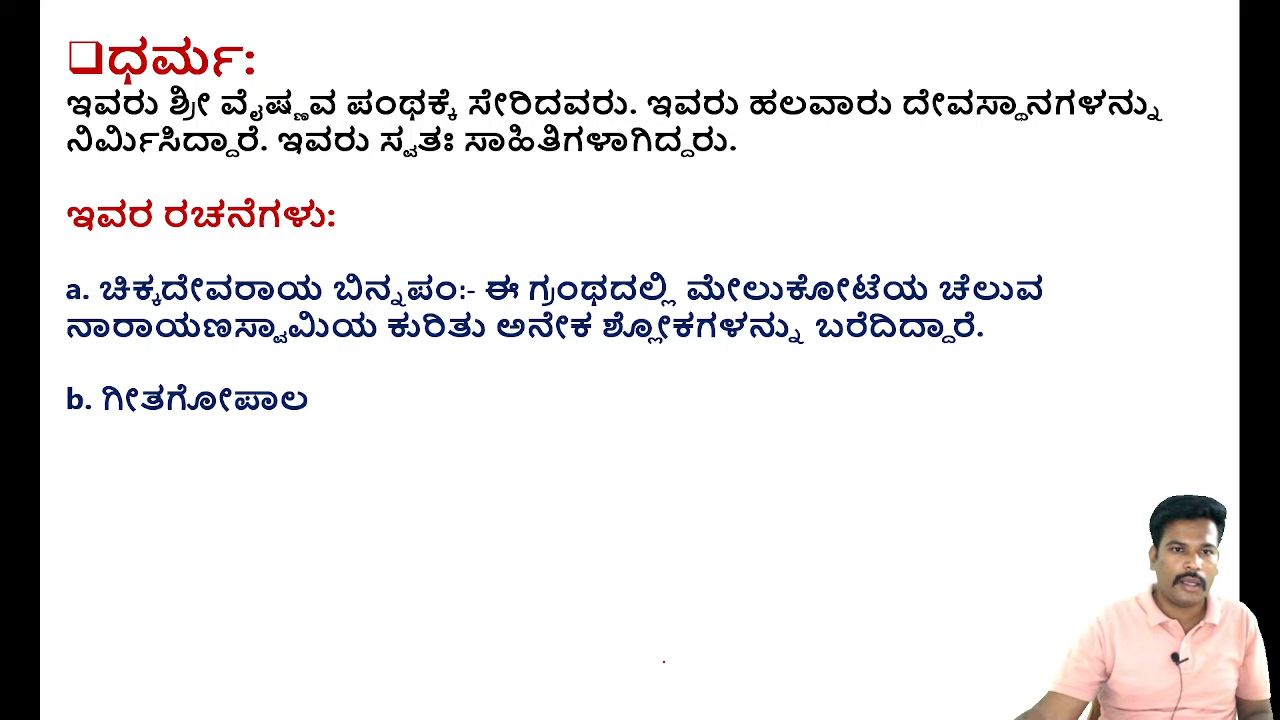 ❑ಧರ್ಮ:
ಇವರು ಶ್ರೀ ವೈಷ್ಣವ ಪಂಥಕ್ಕೆ ಸೇರಿದವರು. ಇವರು ಹಲವಾರು ದೇವಸ್ಥಾನಗಳನ್ನು
ನಿರ್ಮಿಸಿದ್ದಾರೆ. ಇವರು ಸ್ವತಃ ಸಾಹಿತಿಗಳಾಗಿದ್ದರು.
ಇವರ ರಚನೆಗಳು:
a. ಚಿಕ್ಕದೇವರಾಯ ಬಿನ್ನಪಂ:- ಈ ಗ್ರಂಥದಲ್ಲಿ ಮೇಲುಕೋಟೆಯ ಚೆಲುವ
ನಾರಾಯಣಸ್ವಾಮಿಯ ಕುರಿತು ಅನೇಕ ಶ್ಲೋಕಗಳನ್ನು ಬರೆದಿದ್ದಾರೆ.
b. ಗೀತಗೋಪಾಲ